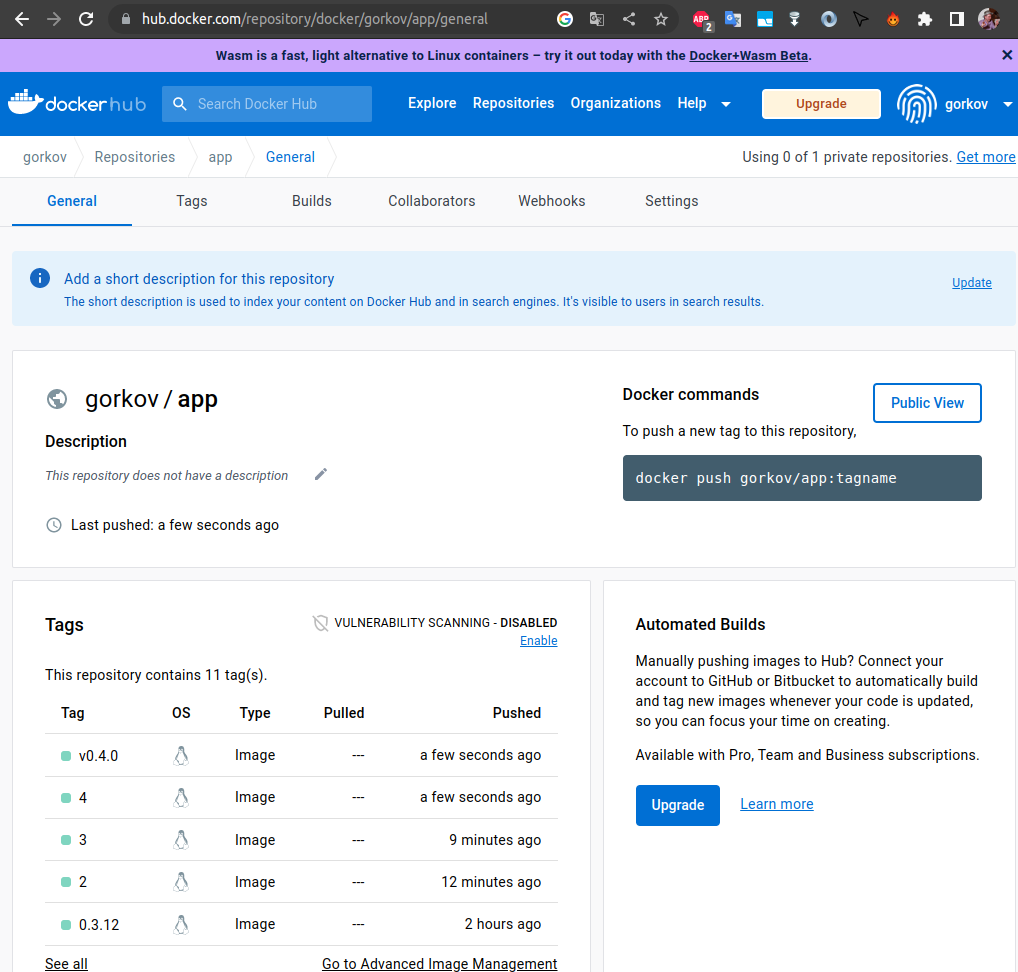 hub.docker.com/repository/docker/gorkov/app/general
ABP
2
Wasm is a fast, light alternative to Linux containers – try it out today with the Docker+Wasm Beta.
dockerhub
Search Docker Hub
Explore
Repositories
Organizations
Help
Upgrade
gorkov
gorkov
Repositories
app
General
Using 0 of 1 private repositories. Get more
General
Tags
Builds
Collaborators
Webhooks
Settings
Add a short description for this repository
The short description is used to index your content on Docker Hub and in search engines. It's visible to users in search results.
Update
gorkov / app
Description
This repository does not have a description
Last pushed: a few seconds ago
Docker commands
Public View
To push a new tag to this repository,
docker push gorkov/app:tagname
Tags
VULNERABILITY SCANNING - DISABLED
Enable
This repository contains 11 tag(s).
Tag OS Type Pulled Pushed
v0.4.0 Image --- a few seconds ago
4 Image --- a few seconds ago
3 Image --- 9 minutes ago
2 Image --- 12 minutes ago
0.3.12 Image --- 2 hours ago
See all
Go to Advanced Image Management
Automated Builds
Manually pushing images to Hub? Connect your
account to GitHub or Bitbucket to automatically build
and tag new images whenever your code is updated,
so you can focus your time on creating.
Available with Pro, Team and Business subscriptions.
Upgrade
Learn more